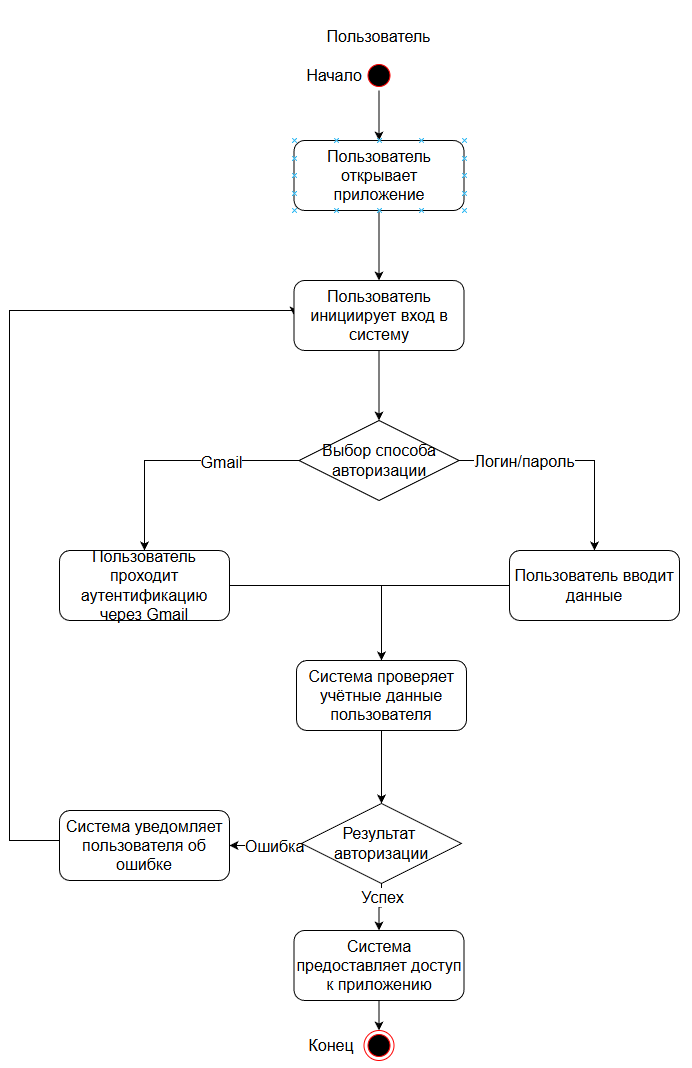 Пользователь
Начало
Пользователь
открывает
приложение
Пользователь
инициирует вход в
систему
Выбор способа
авторизации
Gmail
Логин/пароль
Пользователь
проходит
аутентификацию
через Gmail
Пользователь вводит
данные
Система проверяет
учётные данные
пользователя
Система уведомляет
пользователя об
ошибке
Ошибка
Результат
авторизации
Успех
Система
предоставляет доступ
к приложению
Конец